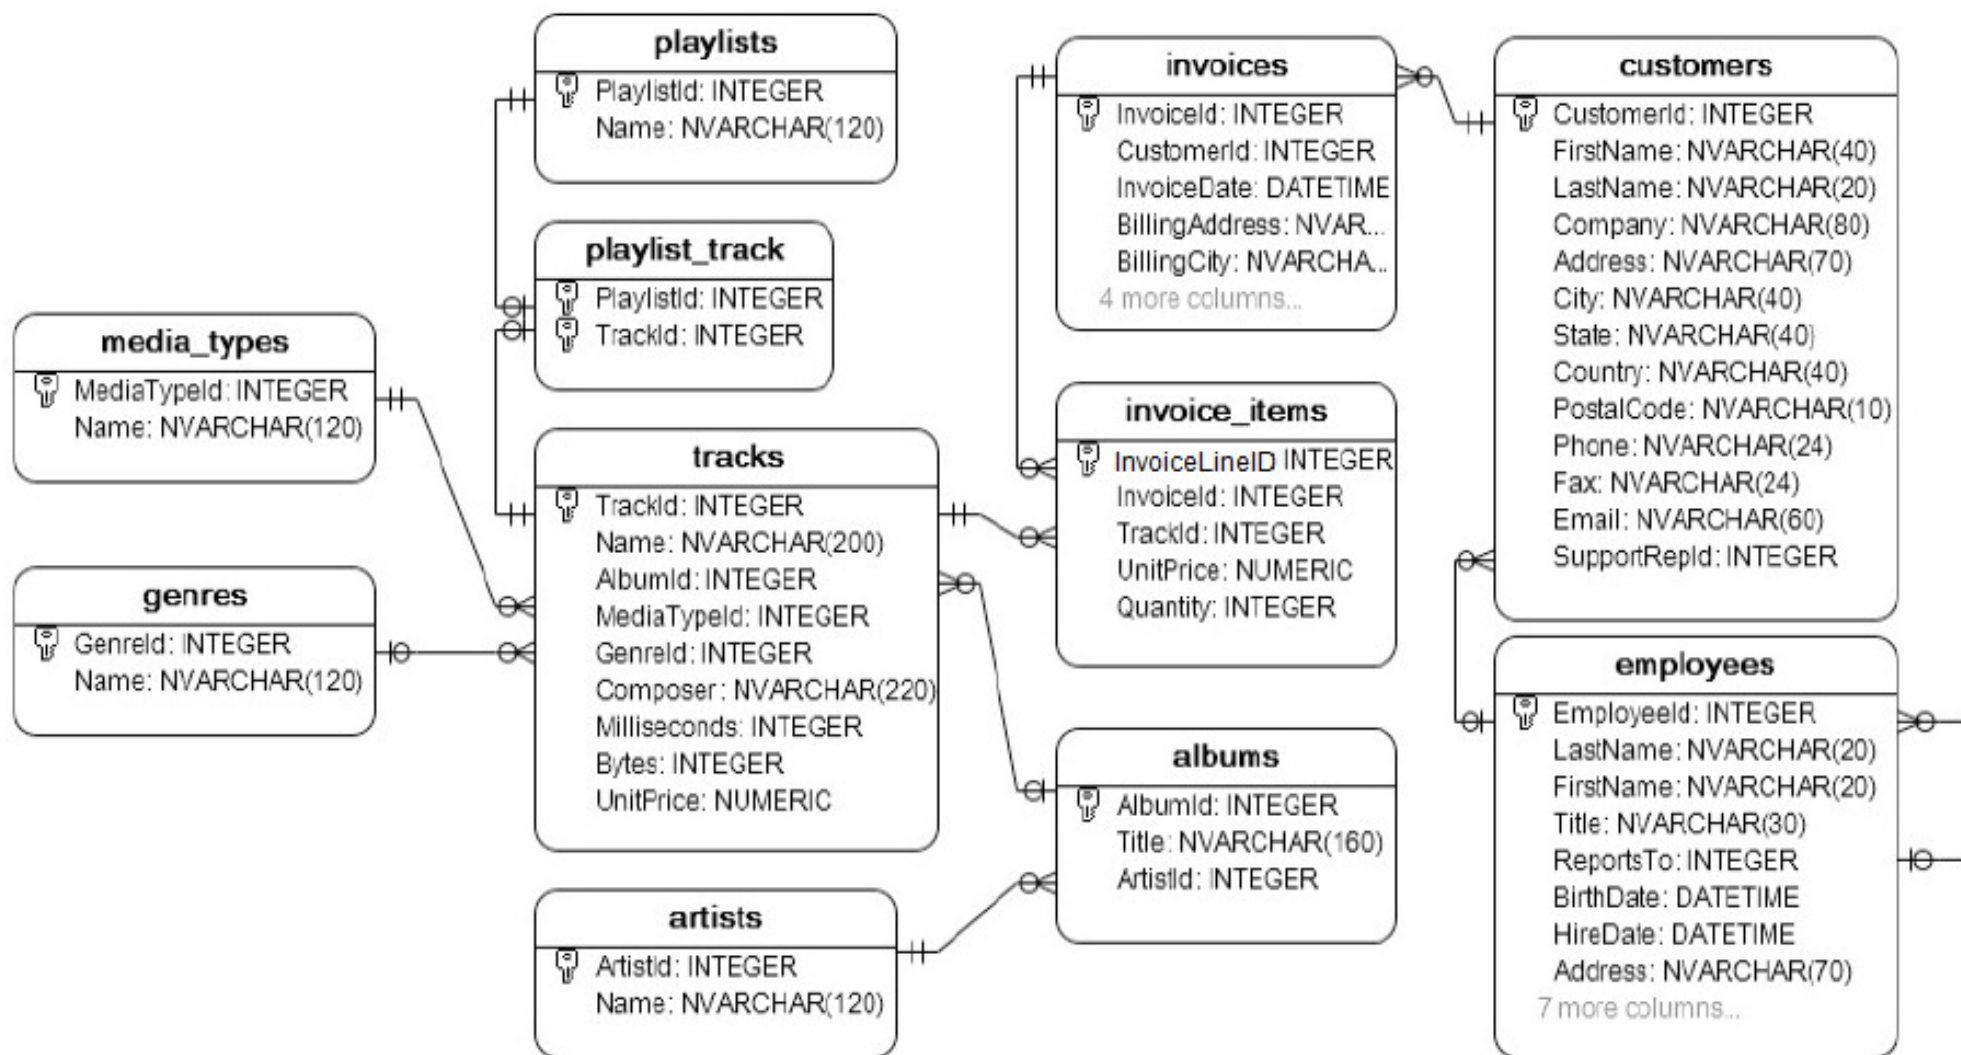 playlists
PlaylistId: INTEGER
Name: NVARCHAR(120)
playlist_track
PlaylistId: INTEGER
TrackId: INTEGER
media_types
MediaTypeId: INTEGER
Name: NVARCHAR(120)
genres
GenreId: INTEGER
Name: NVARCHAR(120)
tracks
TrackId: INTEGER
Name: NVARCHAR(200)
AlbumId: INTEGER
MediaTypeId: INTEGER
GenreId: INTEGER
Composer: NVARCHAR(220)
Milliseconds: INTEGER
Bytes: INTEGER
UnitPrice: NUMERIC
artists
ArtistId: INTEGER
Name: NVARCHAR(120)
invoices
InvoiceId: INTEGER
CustomerId: INTEGER
InvoiceDate: DATETIME
BillingAddress: NVAR...
BillingCity: NVARCHA...
4 more columns...
invoice_items
InvoiceLineID INTEGER
InvoiceId: INTEGER
TrackId: INTEGER
UnitPrice: NUMERIC
Quantity: INTEGER
albums
AlbumId: INTEGER
Title: NVARCHAR(160)
ArtistId: INTEGER
customers
CustomerId: INTEGER
FirstName: NVARCHAR(40)
LastName: NVARCHAR(20)
Company: NVARCHAR(80)
Address: NVARCHAR(70)
City: NVARCHAR(40)
State: NVARCHAR(40)
Country: NVARCHAR(40)
PostalCode: NVARCHAR(10)
Phone: NVARCHAR(24)
Fax: NVARCHAR(24)
Email: NVARCHAR(60)
SupportRepId: INTEGER
employees
EmployeeId: INTEGER
LastName: NVARCHAR(20)
FirstName: NVARCHAR(20)
Title: NVARCHAR(30)
ReportsTo: INTEGER
BirthDate: DATETIME
HireDate: DATETIME
Address: NVARCHAR(70)
7 more columns...